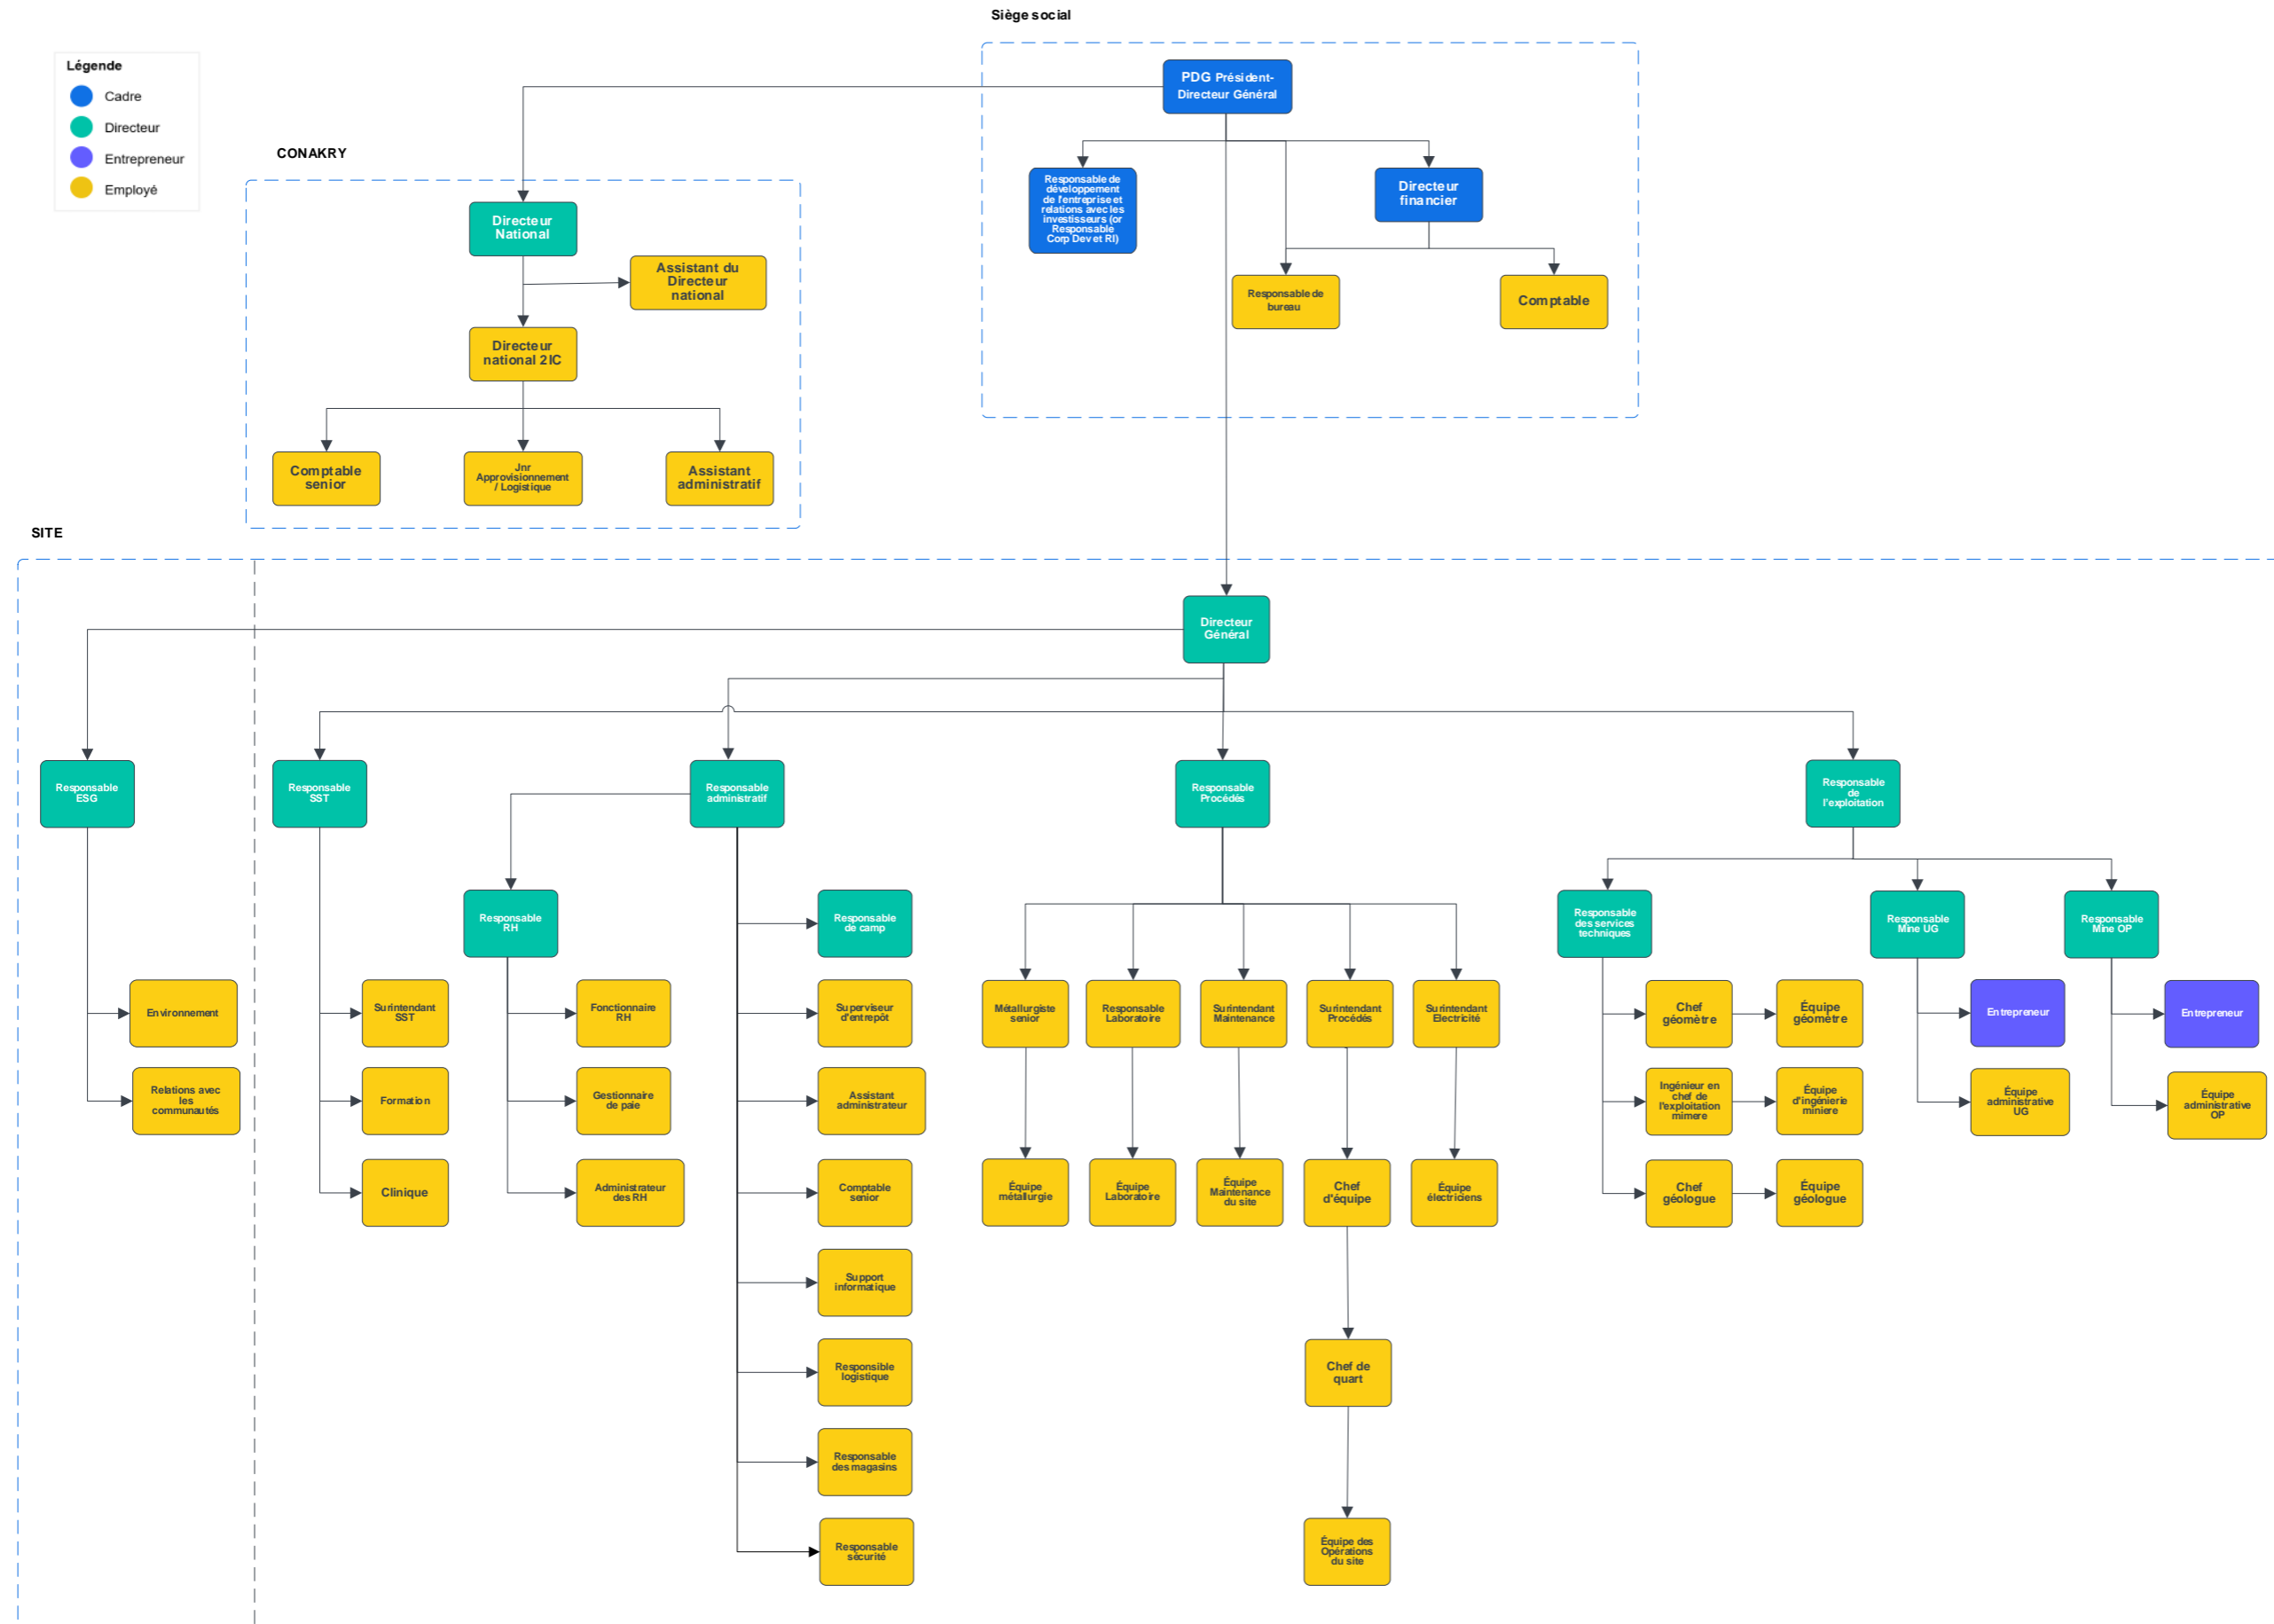 Siège social
Légende
Cadre
Directeur
Entrepreneur
Employé
PDG Président-
Directeur Général
CONAKRY
Responsable de
développement
de l'entreprise et
relations avec les
investisseurs (or
Responsable
Corp Dev et RI)
Directeur
financier
Directeur
National
Assistant du
Directeur
national
Responsable de
bureau
Comptable
Directeur
national 2IC
Comptable
senior
Jnr
Approvisionnement
/ Logistique
Assistant
administratif
SITE
Directeur
Général
Responsable
ESG
Responsable
SST
Responsable
administratif
Responsable
Procédés
Responsable
de
l'exploitation
Responsable
RH
Responsable
de camp
Responsable
des services
techniques
Responsable
Mine UG
Responsable
Mine OP
Environnement
Surintendant
SST
Fonctionnaire
RH
Superviseur
d'entrepôt
Métallurgiste
senior
Responsable
Laboratoire
Surintendant
Maintenance
Surintendant
Procédés
Surintendant
Electricité
Chef
géomètre
Équipe
géomètre
Entrepreneur
Entrepreneur
Relations avec
les
communautés
Formation
Gestionnaire
de paie
Assistant
administrateur
Ingénieur en
chef de
l'exploitation
mimere
Équipe
d'ingénierie
miniere
Équipe
administrative
UG
Équipe
administrative
OP
Clinique
Administrateur
des RH
Comptable
senior
Équipe
métallurgie
Équipe
Laboratoire
Équipe
Maintenance
du site
Chef
d'équipe
Équipe
électriciens
Chef
géologue
Équipe
géologue
Support
informatique
Responsible
logistique
Chef de
quart
Responsable
des magasins
Responsable
sécurité
Équipe des
Opérations
du site